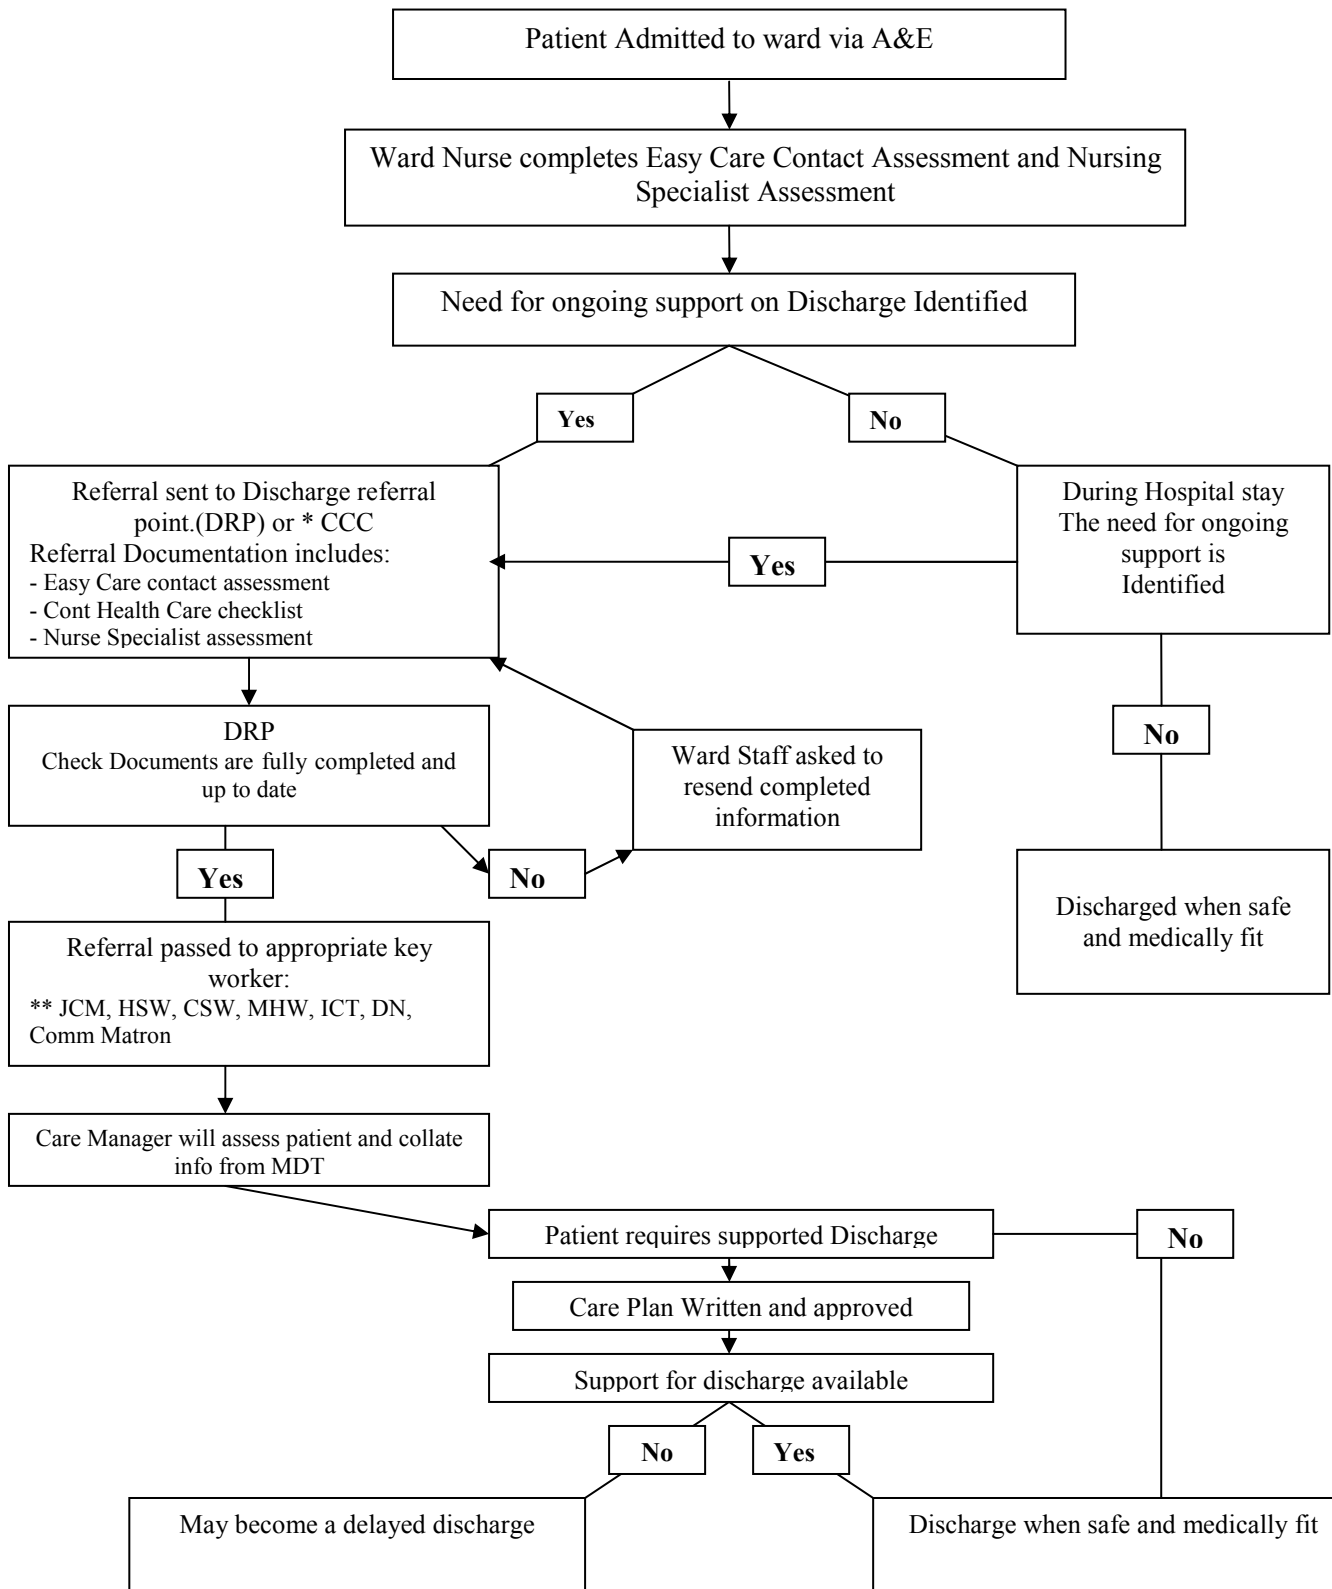 Patient Admitted to ward via A&E
Ward Nurse completes Easy Care Contact Assessment and Nursing
Specialist Assessment
Need for ongoing support on Discharge Identified
Yes
No
Referral sent to Discharge referral
point.(DRP) or * CCC
Referral Documentation includes:
- Easy Care contact assessment
- Cont Health Care checklist
- Nurse Specialist assessment
Yes
During Hospital stay
The need for ongoing
support is
Identified
DRP
Check Documents are fully completed and
up to date
Ward Staff asked to
resend completed
information
No
Yes
No
Discharged when safe
and medically fit
Referral passed to appropriate key
worker:
** JCM, HSW, CSW, MHW, ICT, DN,
Comm Matron
Care Manager will assess patient and collate
info from MDT
Patient requires supported Discharge
No
Care Plan Written and approved
Support for discharge available
No
Yes
May become a delayed discharge
Discharge when safe and medically fit